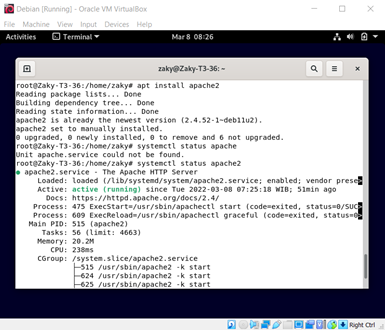 Debian [Running] - Oracle VM VirtualBox
File Machine View Input Devices Help
Activities Terminal Mar 8 08:26
zaky@Zaky-T3-36: ~
root@Zaky-T3-36:/home/zaky# apt install apache2
Reading package lists... Done
Building dependency tree... Done
Reading state information... Done
apache2 is already the newest version (2.4.52-1~deb11u2).
apache2 set to manually installed.
0 upgraded, 0 newly installed, 0 to remove and 6 not upgraded.
root@Zaky-T3-36:/home/zaky# systemctl status apache
Unit apache.service could not be found.
root@Zaky-T3-36:/home/zaky# systemctl status apache2
● apache2.service - The Apache HTTP Server
Loaded: loaded (/lib/systemd/system/apache2.service; enabled; vendor prese>
Active: active (running) since Tue 2022-03-08 07:25:18 WIB; 51min ago
Docs: https://httpd.apache.org/docs/2.4/
Process: 475 ExecStart=/usr/sbin/apachectl start (code=exited, status=0/SUC>
Process: 609 ExecReload=/usr/sbin/apachectl graceful (code=exited, status=0>
Main PID: 515 (apache2)
Tasks: 56 (limit: 4663)
Memory: 20.2M
CPU: 238ms
CGroup: /system.slice/apache2.service
├─515 /usr/sbin/apache2 -k start
├─624 /usr/sbin/apache2 -k start
├─625 /usr/sbin/apache2 -k start
Right Ctrl